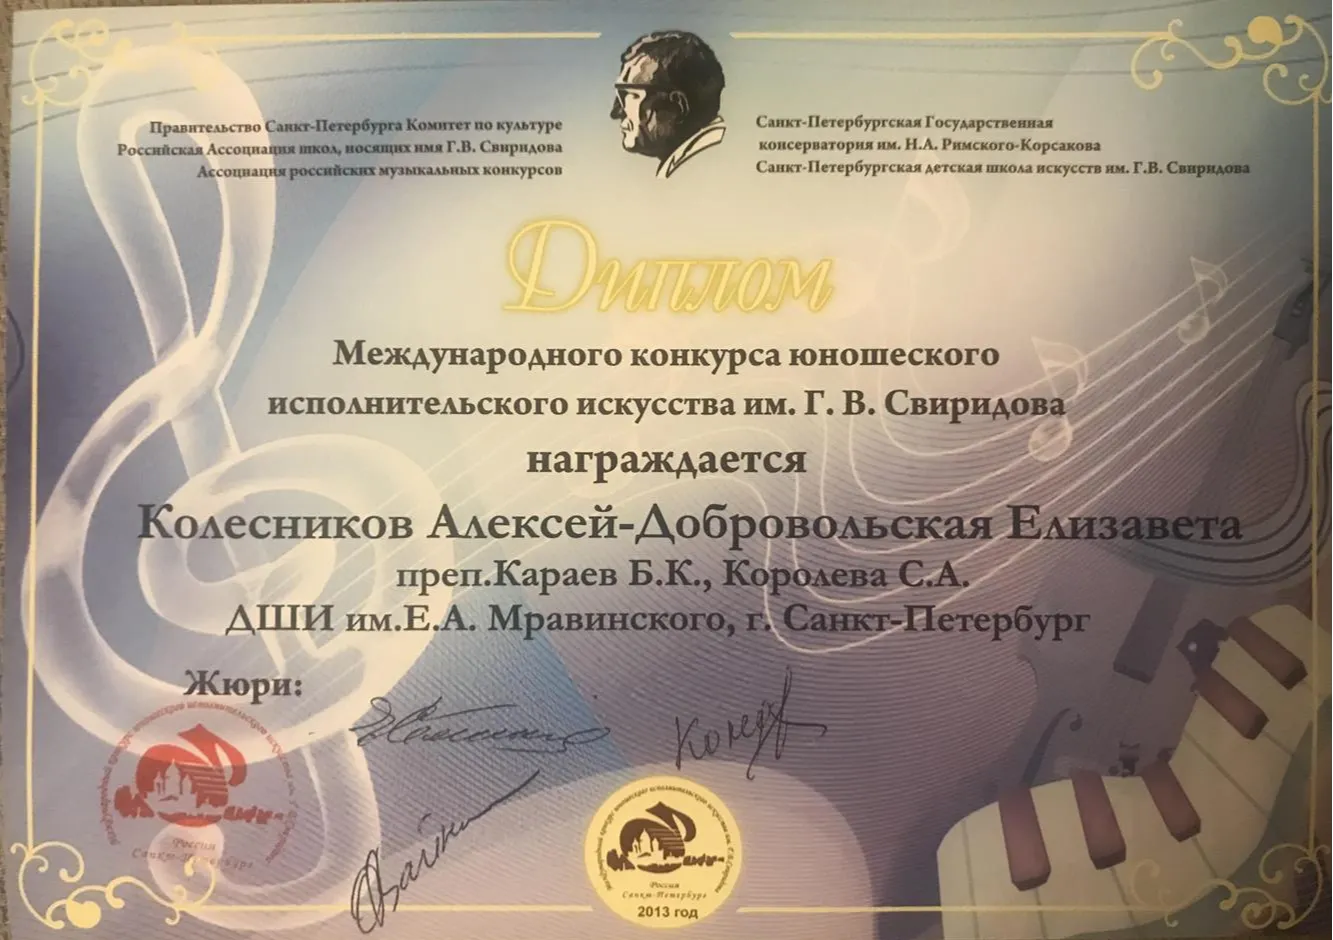 Правительство Санкт-Петербурга Комитет по культуре
Российская Ассоциация школ, носящих имя Г.В. Свиридова
Ассоциация российских музыкальных конкурсов
Санкт-Петербургская Государственная
консерватория им. Н.А. Римского-Корсакова
Санкт-Петербургская детская школа искусств им. Г.В. Свиридова
Диплом
Международного конкурса юношеского
исполнительского искусства им. Г. В. Свиридова
награждается
Колесников Алексей-Добровольская Елизавета
преп.Караев Б.К., Королева С.А.
ДШИ им.Е.А. Мравинского, г. Санкт-Петербург
Жюри:
Россия
Санкт-Петербург
Россия
Санкт-Петербург
2013 год